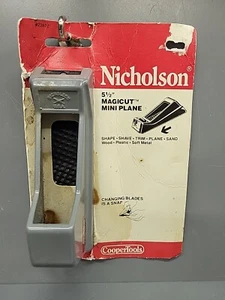 Nicholson
5½"
MAGICUT™
MINI PLANE
SHAPE • SHAVE • TRIM • PLANE • SAND
Wood • Plastic • Soft Metal
CHANGING BLADES
IS A SNAP
CooperTools